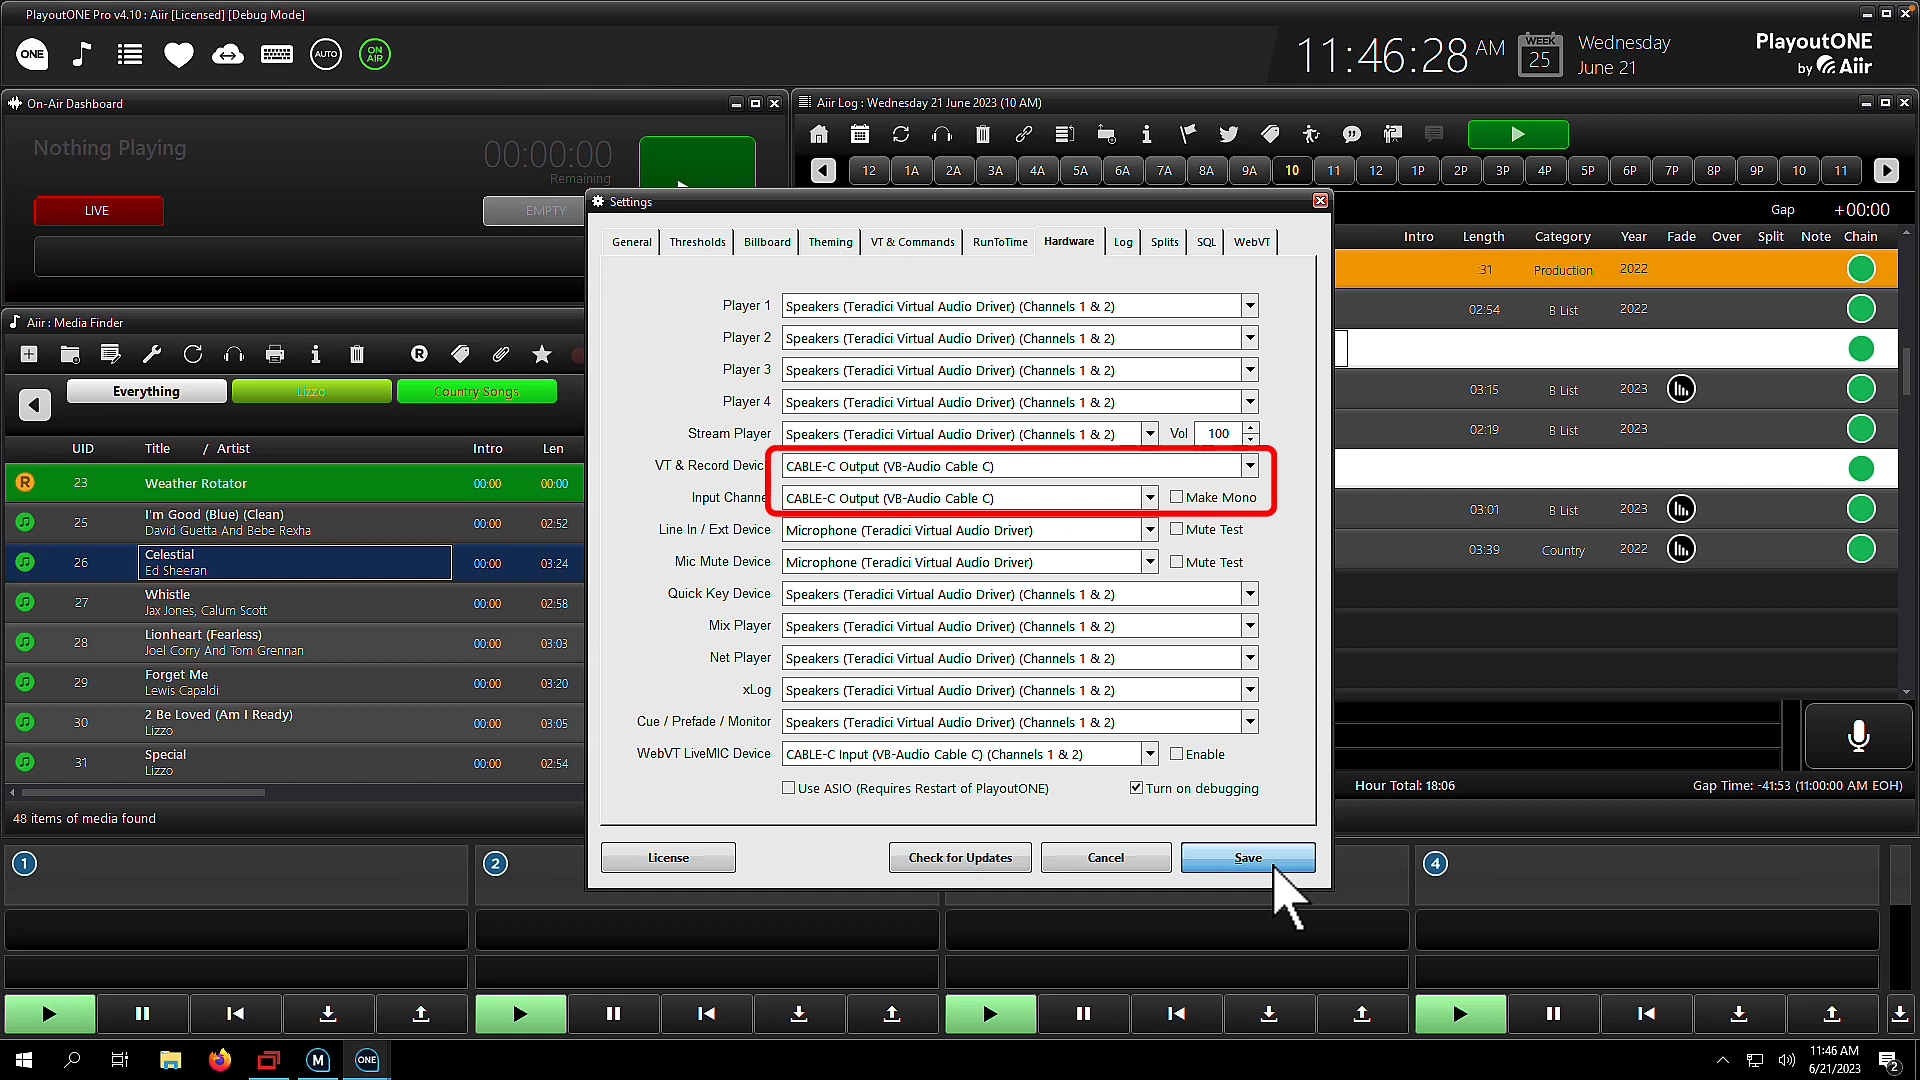 PlayoutONE Pro v4.10 : Aiir [Licensed] [Debug Mode]
ONE
AUTO
ON AIR
11:46:28 AM
WEEK 25
Wednesday
June 21
PlayoutONE
by Aiir
On-Air Dashboard
Nothing Playing
00:00:00
Remaining
LIVE
EMPTY
Aiir Log : Wednesday 21 June 2023 (10 AM)
12 1A 2A 3A 4A 5A 6A 7A 8A 9A 10 11 12 1P 2P 3P 4P 5P 6P 7P 8P 9P 10 11
Gap +00:00
Intro Length Category Year Fade Over Split Note Chain
:31 Production 2022
02:54 B List 2022
03:15 B List 2023
02:19 B List 2023
03:01 B List 2023
03:39 Country 2022
Hour Total: 18:06
Gap Time: -41:53 (11:00:00 AM EOH)
Aiir : Media Finder
R
Everything
Lizzo
Country Songs
UID Title / Artist Intro Len
R 23 Weather Rotator 00:00 00:00
25 I'm Good (Blue) (Clean) 00:00 02:52
David Guetta And Bebe Rexha
26 Celestial 00:00 03:24
Ed Sheeran
27 Whistle 00:00 02:58
Jax Jones, Calum Scott
28 Lionheart (Fearless) 00:00 03:03
Joel Corry And Tom Grennan
29 Forget Me 00:00 03:20
Lewis Capaldi
30 2 Be Loved (Am I Ready) 00:00 03:05
Lizzo
31 Special 00:00 02:54
Lizzo
48 items of media found
Settings
General Thresholds Billboard Theming VT & Commands RunToTime Hardware Log Splits SQL WebVT
Player 1 Speakers (Teradici Virtual Audio Driver) (Channels 1 & 2)
Player 2 Speakers (Teradici Virtual Audio Driver) (Channels 1 & 2)
Player 3 Speakers (Teradici Virtual Audio Driver) (Channels 1 & 2)
Player 4 Speakers (Teradici Virtual Audio Driver) (Channels 1 & 2)
Stream Player Speakers (Teradici Virtual Audio Driver) (Channels 1 & 2) Vol 100
VT & Record Devic CABLE-C Output (VB-Audio Cable C)
Input Channe CABLE-C Output (VB-Audio Cable C) Make Mono
Line In / Ext Device Microphone (Teradici Virtual Audio Driver) Mute Test
Mic Mute Device Microphone (Teradici Virtual Audio Driver) Mute Test
Quick Key Device Speakers (Teradici Virtual Audio Driver) (Channels 1 & 2)
Mix Player Speakers (Teradici Virtual Audio Driver) (Channels 1 & 2)
Net Player Speakers (Teradici Virtual Audio Driver) (Channels 1 & 2)
xLog Speakers (Teradici Virtual Audio Driver) (Channels 1 & 2)
Cue / Prefade / Monitor Speakers (Teradici Virtual Audio Driver) (Channels 1 & 2)
WebVT LiveMIC Device CABLE-C Input (VB-Audio Cable C) (Channels 1 & 2) Enable
Use ASIO (Requires Restart of PlayoutONE) Turn on debugging
License Check for Updates Cancel Save
1 2 4
M
ONE
11:46 AM
6/21/2023
2